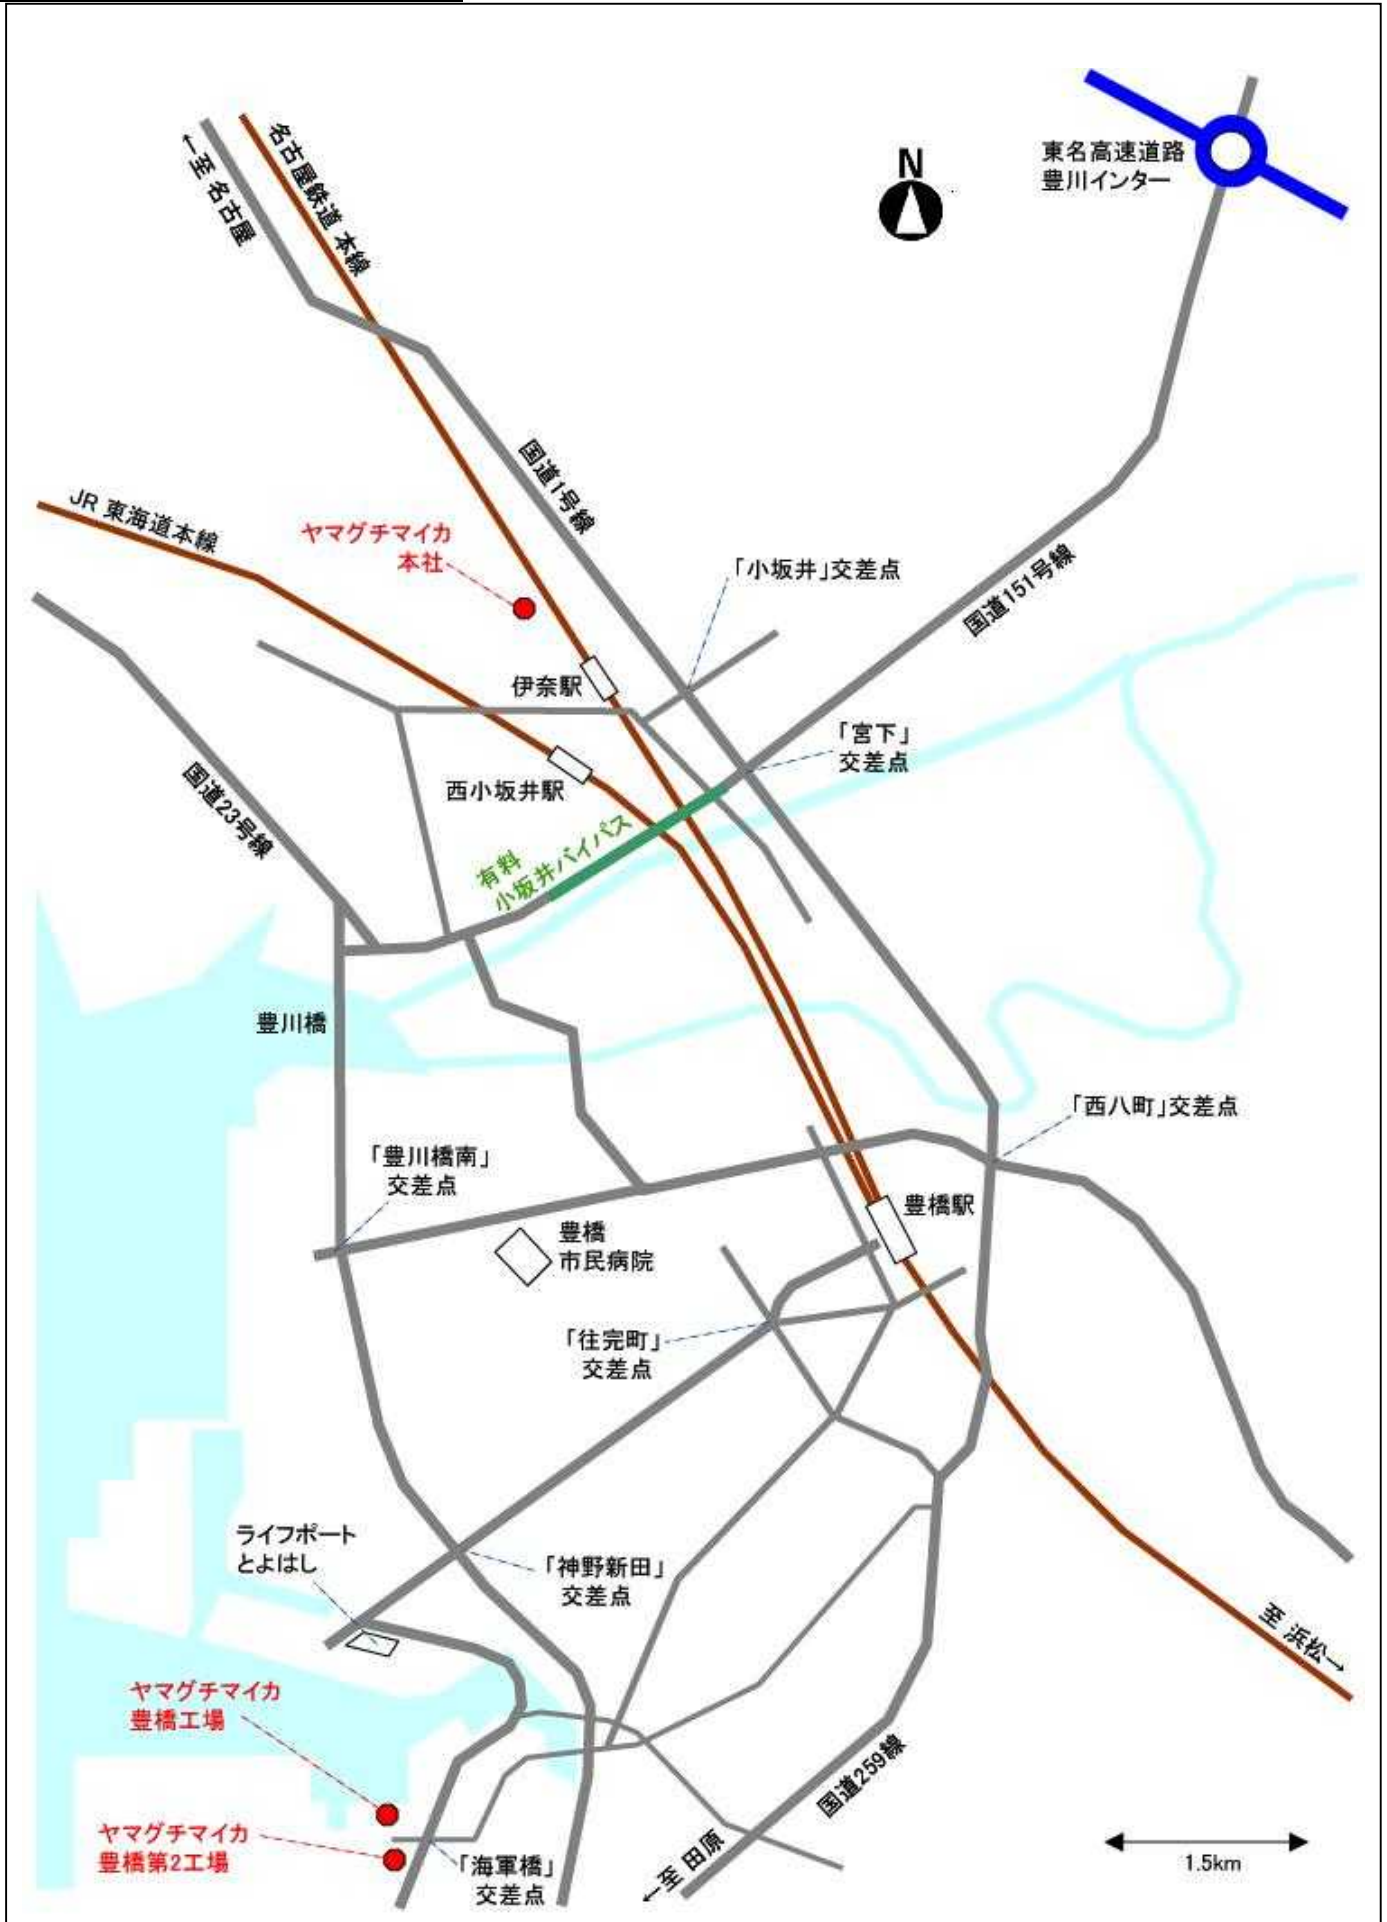 N
東名高速道路
豊川インター
←至 名古屋
名古屋鉄道 本線
国道1号線
JR 東海道本線
ヤマグチマイカ
本社
「小坂井」交差点
国道151号線
伊奈駅
「宮下」
交差点
西小坂井駅
国道23号線
有料
小坂井バイパス
豊川橋
「西八町」交差点
「豊川橋南」
交差点
豊橋駅
豊橋
市民病院
「往完町」
交差点
ライフポート
とよはし
「神野新田」
交差点
至 浜松→
ヤマグチマイカ
豊橋工場
国道259線
ヤマグチマイカ
豊橋第2工場
「海軍橋」
交差点
←至 田原
1.5km